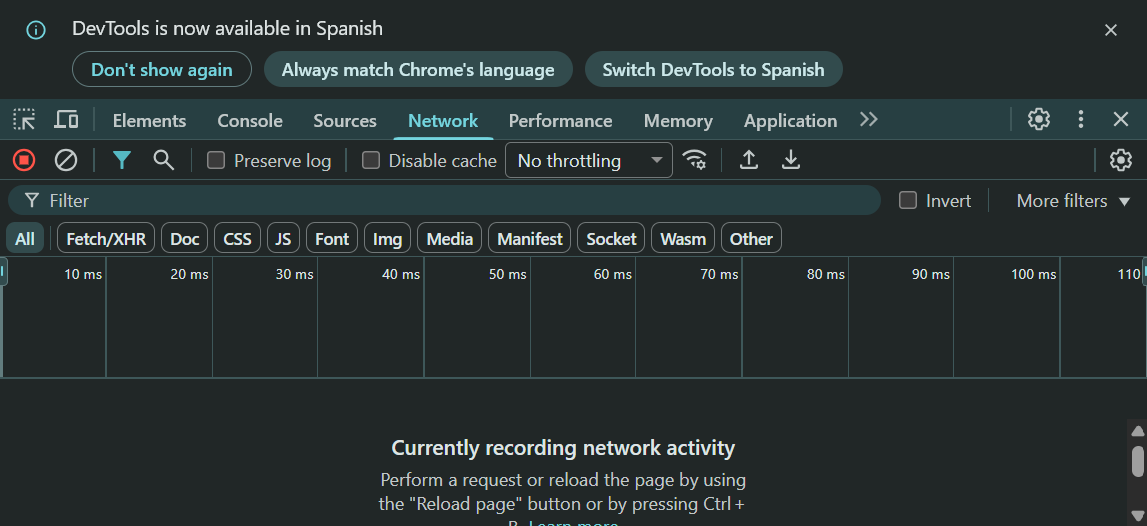 DevTools is now available in Spanish
Don't show again Always match Chrome's language Switch DevTools to Spanish
Elements Console Sources Network Performance Memory Application
Preserve log Disable cache No throttling
Filter Invert More filters
All Fetch/XHR Doc CSS JS Font Img Media Manifest Socket Wasm Other
10 ms 20 ms 30 ms 40 ms 50 ms 60 ms 70 ms 80 ms 90 ms 100 ms 110
Currently recording network activity
Perform a request or reload the page by using
the "Reload page" button or by pressing Ctrl +
R. Learn more